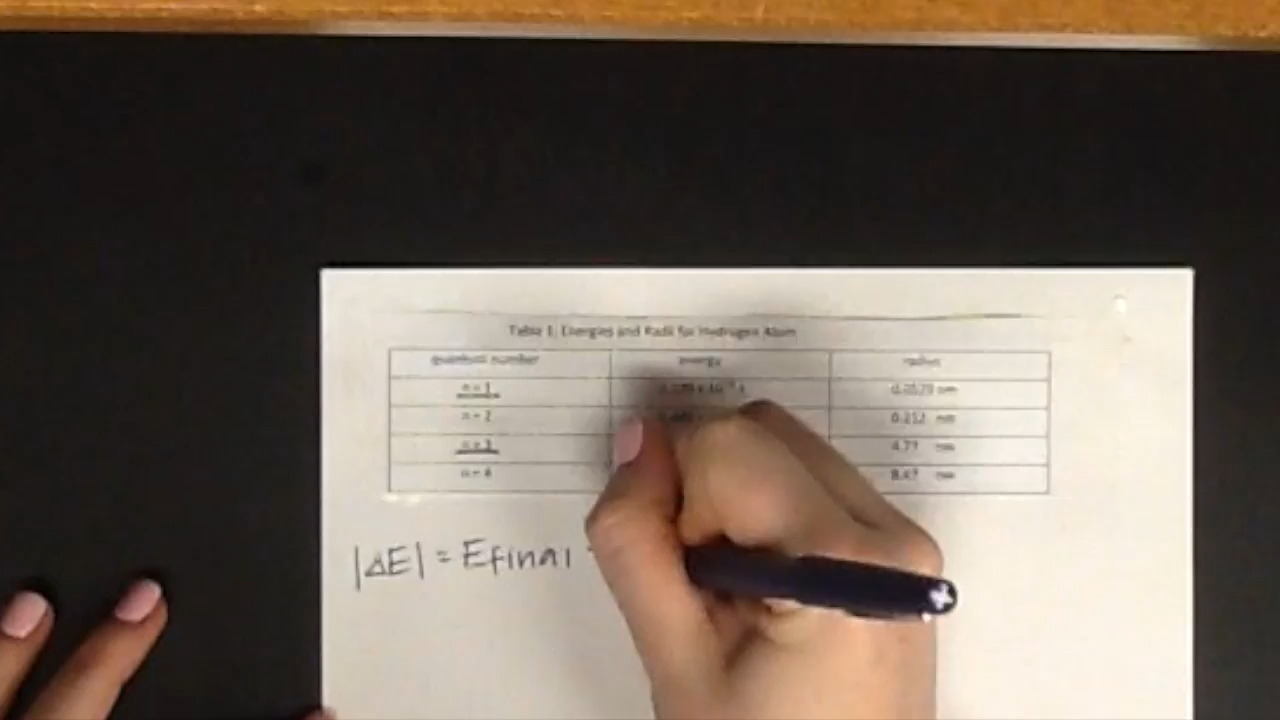 Table 1. Energies and Radii for Hydrogen Atom
quantum number energy radius
n = 1 0.0529 nm
n = 2 0.212 nm
n = 3 4.77 nm
n = 4 8.47 nm
|ΔE| = Efinal -